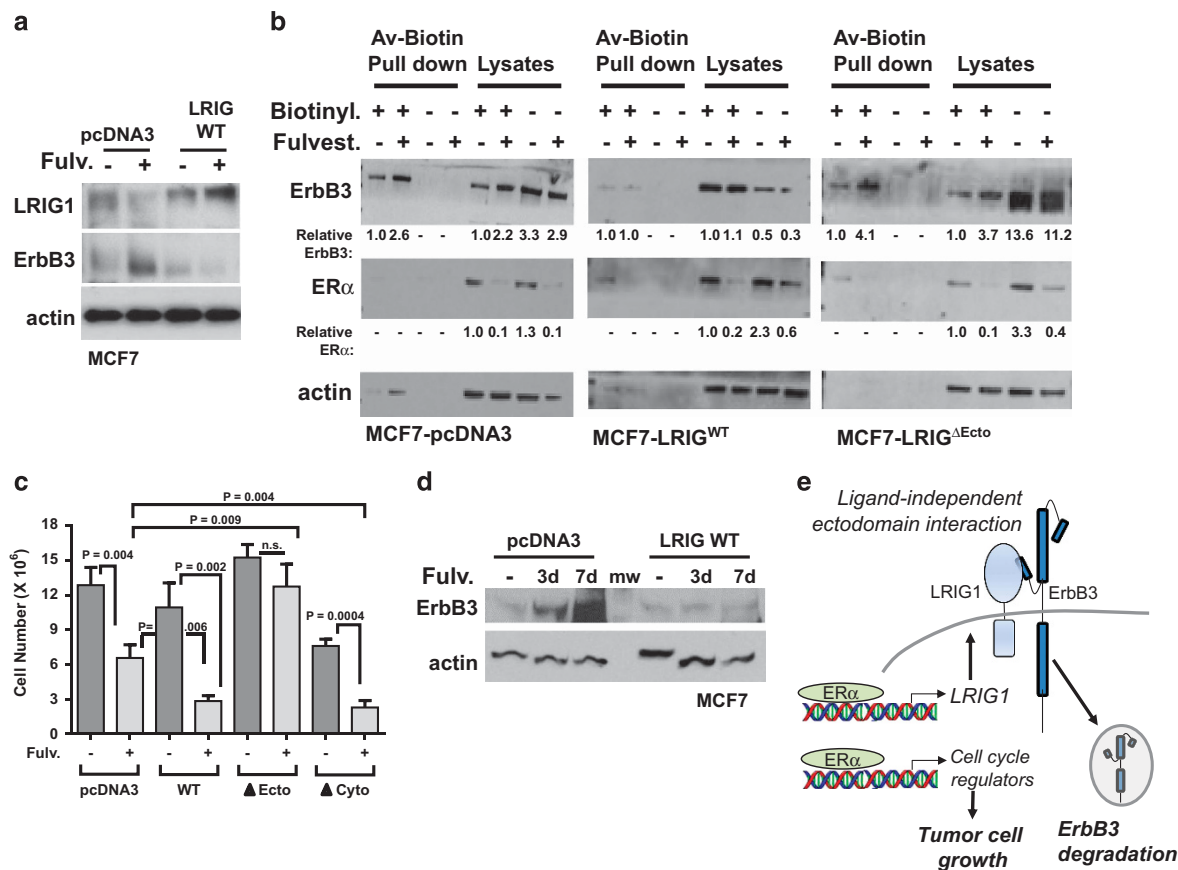 a
pcDNA3 LRIG WT
Fulv. - + - +
LRIG1
ErbB3
actin
MCF7
b
Av-Biotin Pull down Lysates Av-Biotin Pull down Lysates Av-Biotin Pull down Lysates
Biotinyl. + + - - + + - - + + - - + + - - + + - - + + - -
Fulvest. - + - + - + - + - + - + - + - + - + - + - + - +
ErbB3
Relative ErbB3: 1.0 2.6 - - 1.0 2.2 3.3 2.9 1.0 1.0 - - 1.0 1.1 0.5 0.3 1.0 4.1 - - 1.0 3.7 13.6 11.2
ERα
Relative ERα: - - - - 1.0 0.1 1.3 0.1 - - - - 1.0 0.2 2.3 0.6 - - - - 1.0 0.1 3.3 0.4
actin
MCF7-pcDNA3 MCF7-LRIG^WT MCF7-LRIG^ΔEcto
c
P = 0.004
P = 0.009
n.s.
P = 0.004
P = 0.002
P = 0.0004
P= .006
Cell Number (X 10^6)
18
15
12
9
6
3
0
Fulv. - + - + - + - +
pcDNA3 WT ▲ Ecto ▲ Cyto
d
pcDNA3 LRIG WT
Fulv. - 3d 7d mw - 3d 7d
ErbB3
actin
MCF7
e
Ligand-independent
ectodomain interaction
LRIG1
ErbB3
ERα
LRIG1
ERα
Cell cycle
regulators
Tumor cell
growth
ErbB3
degradation